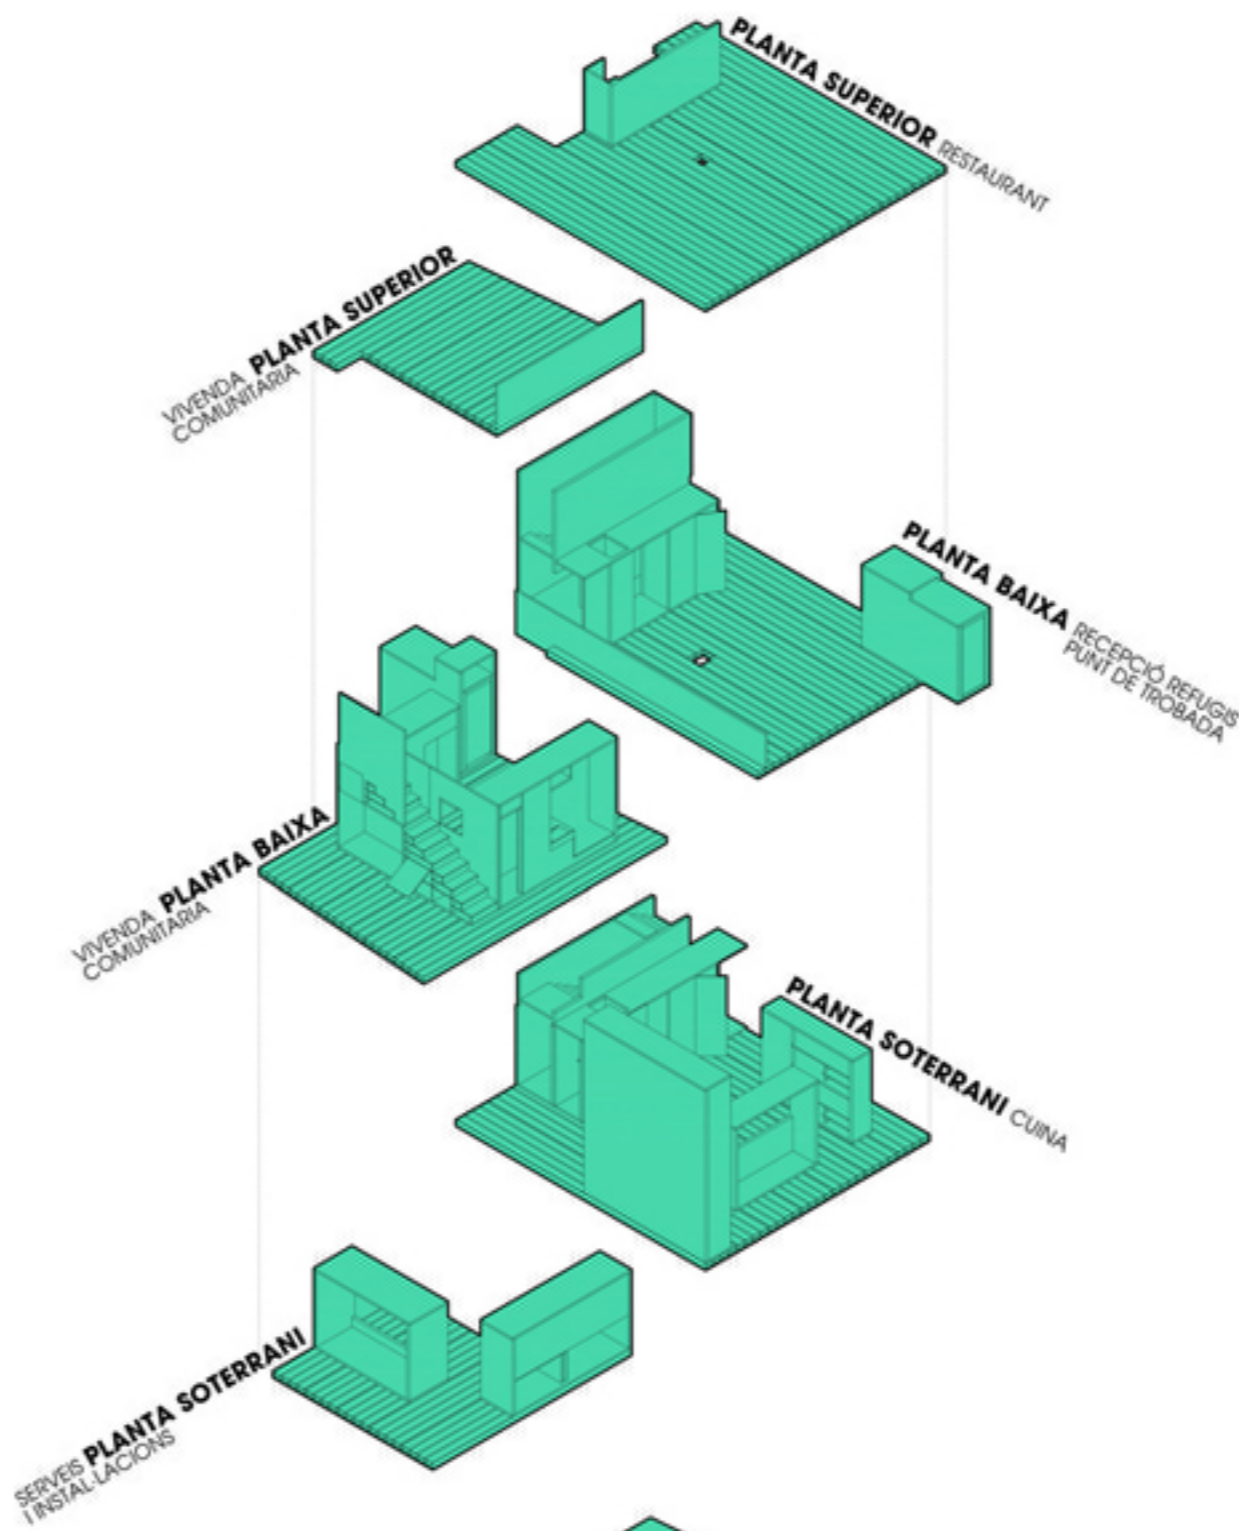 PLANTA SUPERIOR RESTAURANT
VIVENDA PLANTA SUPERIOR
COMUNITARIA
PLANTA BAIXA RECEPCIÓ REFUGIS
PUNT DE TROBADA
VIVENDA PLANTA BAIXA
COMUNITARIA
PLANTA SOTERRANI CUINA
SERVEIS PLANTA SOTERRANI
I INSTAL·LACIONS